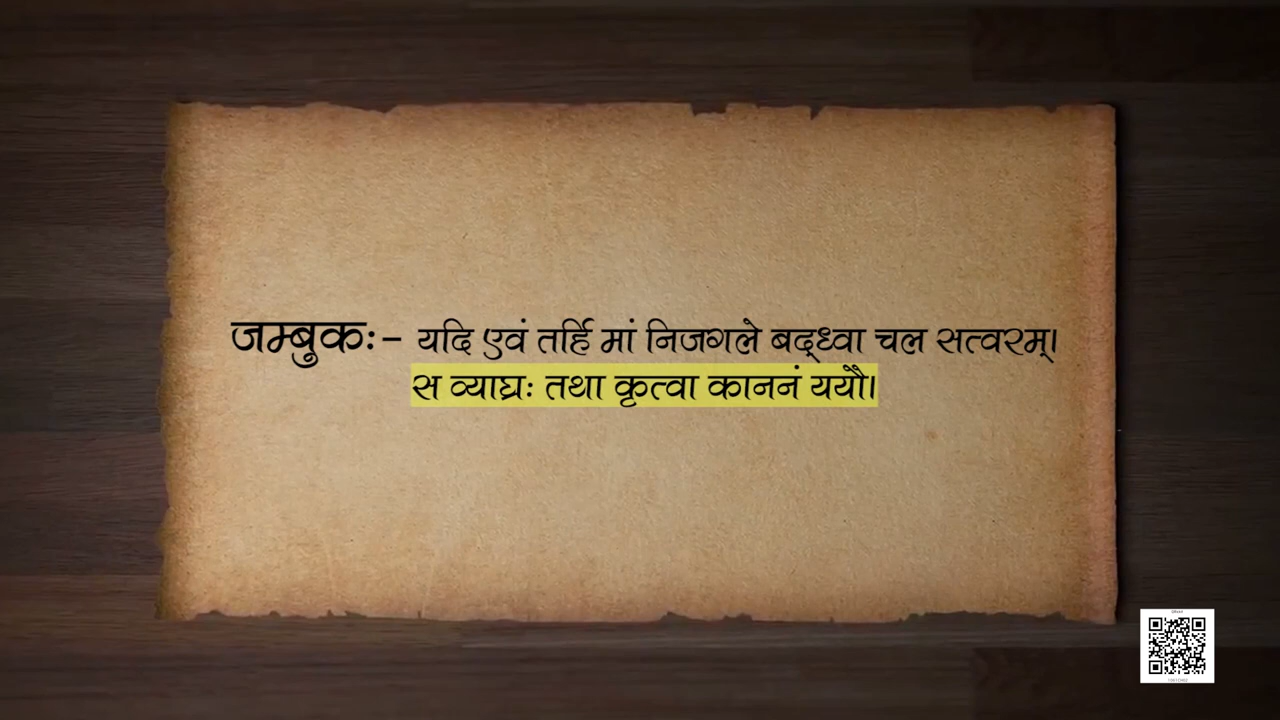 जम्बुकः- यदि एवं तर्हि मां निजगले बद्ध्वा चल सत्वरम्।
स व्याघ्रः तथा कृत्वा काननं ययौ।